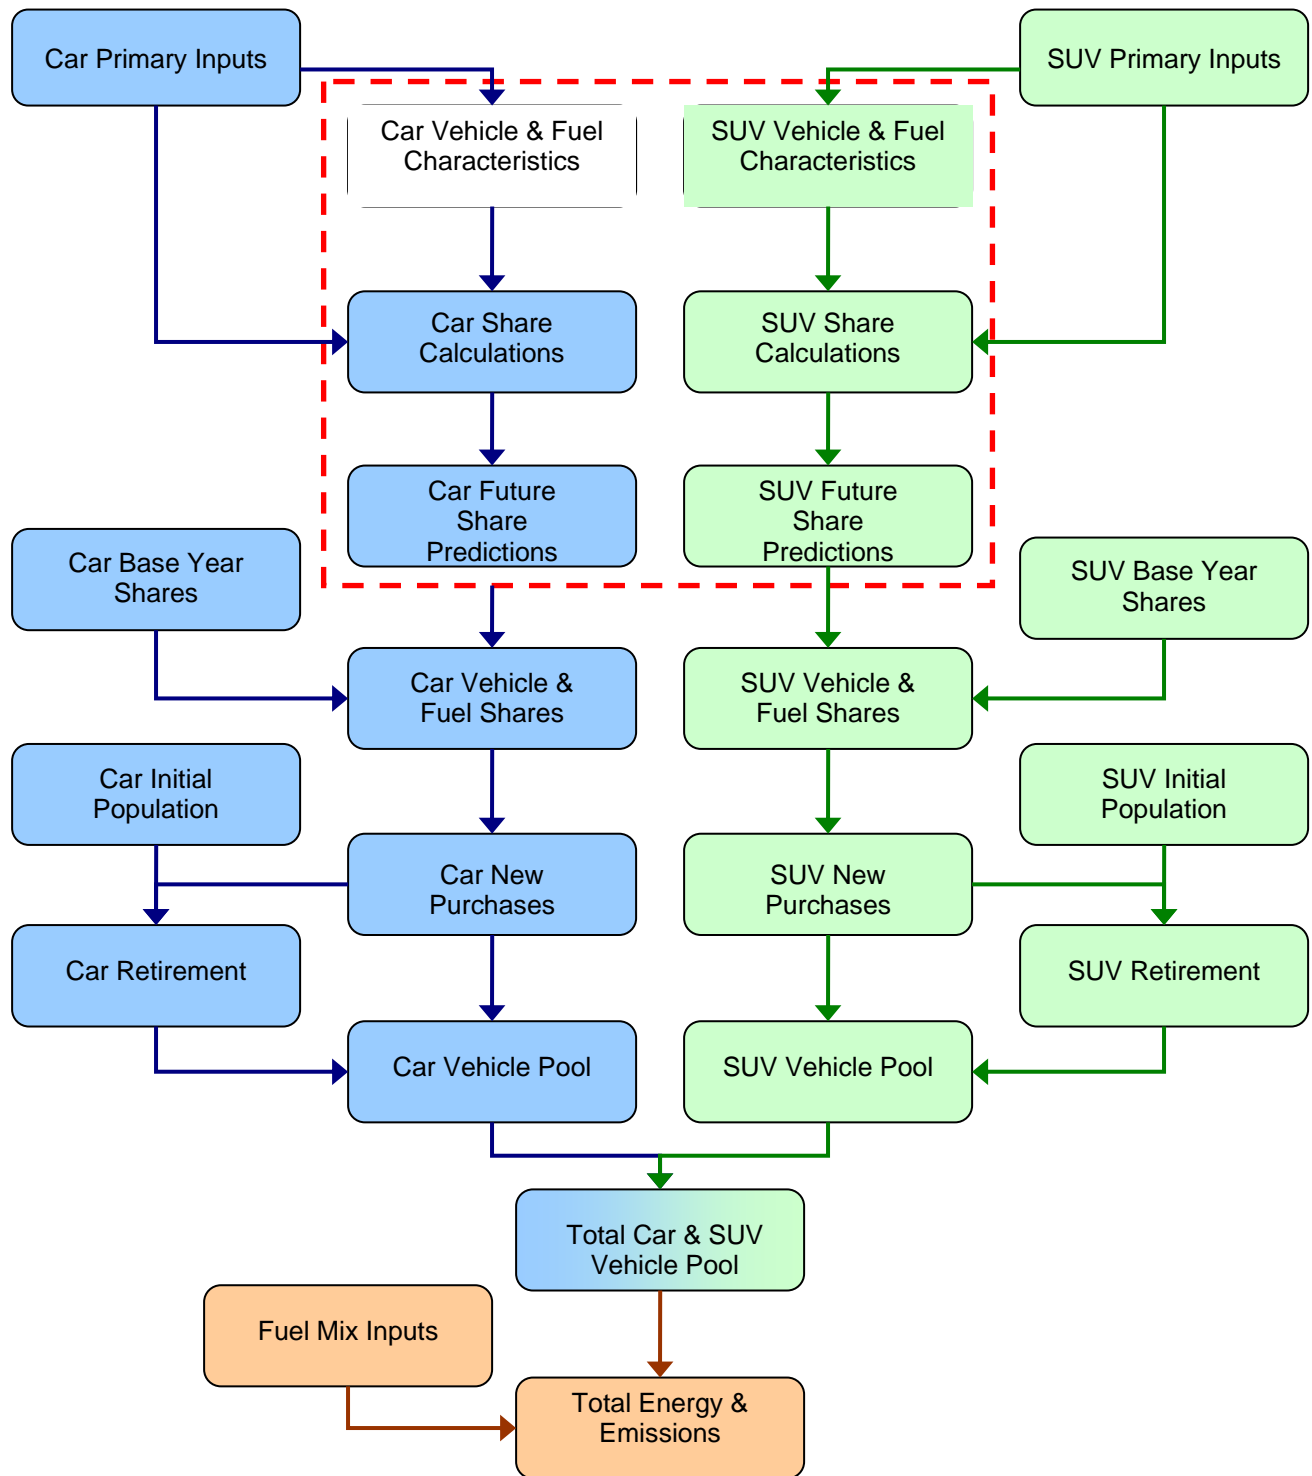 Car Primary Inputs
SUV Primary Inputs
Car Vehicle & Fuel
Characteristics
SUV Vehicle & Fuel
Characteristics
Car Share
Calculations
SUV Share
Calculations
Car Future
Share
Predictions
SUV Future
Share
Predictions
Car Base Year
Shares
SUV Base Year
Shares
Car Vehicle &
Fuel Shares
SUV Vehicle &
Fuel Shares
Car Initial
Population
SUV Initial
Population
Car New
Purchases
SUV New
Purchases
Car Retirement
SUV Retirement
Car Vehicle Pool
SUV Vehicle Pool
Total Car & SUV
Vehicle Pool
Fuel Mix Inputs
Total Energy &
Emissions